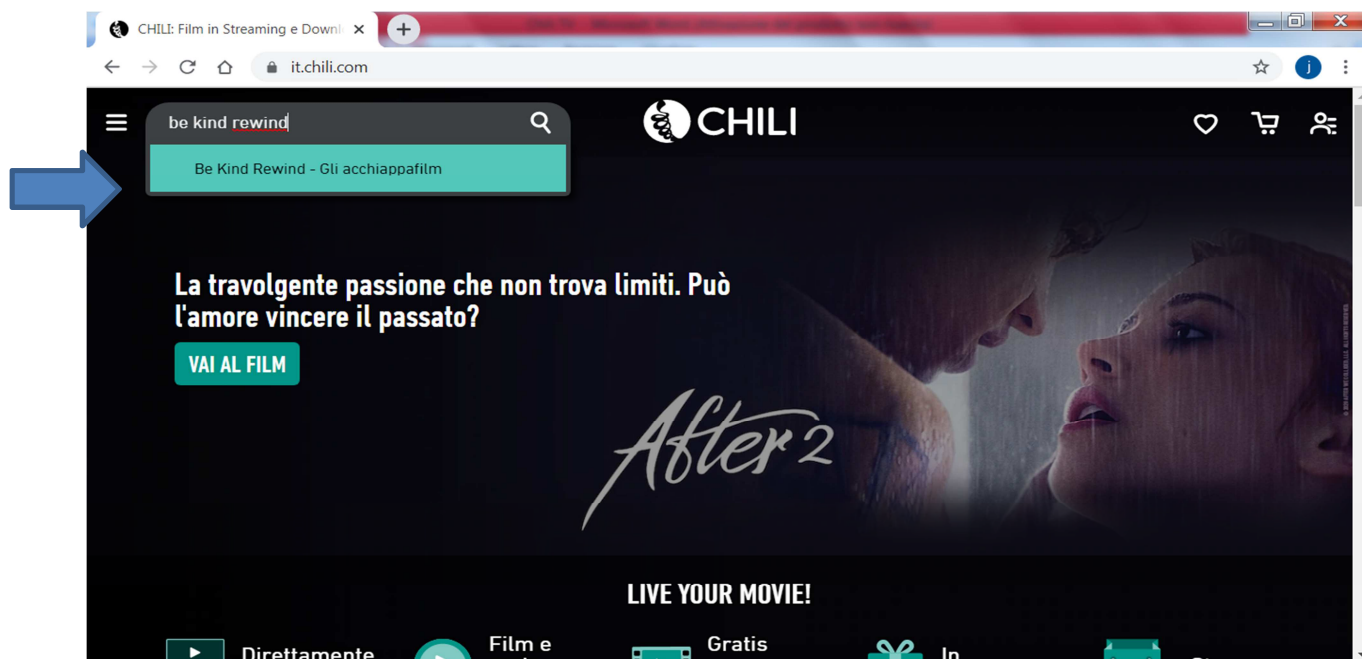 CHILI: Film in Streaming e Downl
it.chili.com
j
be kind rewind
CHILI
Be Kind Rewind - Gli acchiappafilm
La travolgente passione che non trova limiti. Può
l'amore vincere il passato?
VAI AL FILM
After 2
LIVE YOUR MOVIE!
Direttamente
Film e
Gratis
In